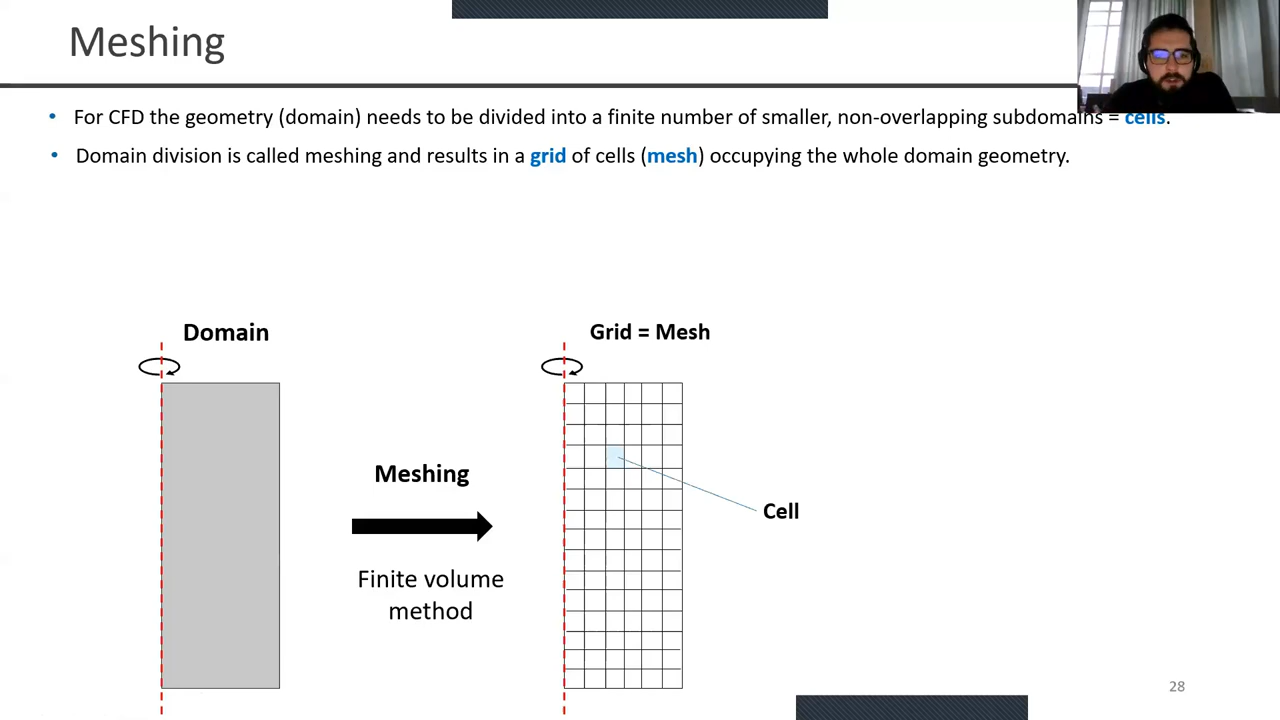 Meshing
• For CFD the geometry (domain) needs to be divided into a finite number of smaller, non-overlapping subdomains = cells.
• Domain division is called meshing and results in a grid of cells (mesh) occupying the whole domain geometry.
Domain
Grid = Mesh
Meshing
Cell
Finite volume
method
28